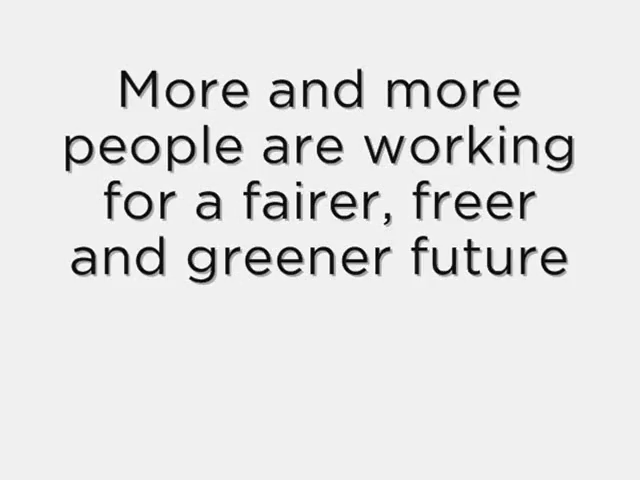 More and more
people are working
for a fairer, freer
and greener future